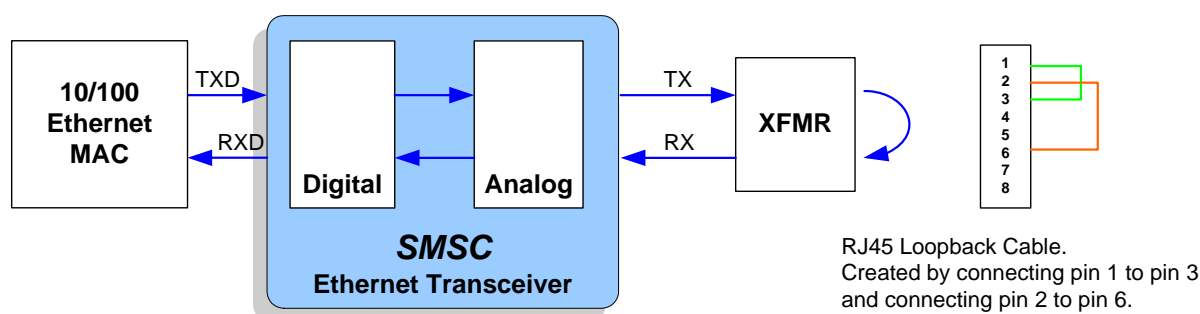 10/100
Ethernet
MAC
TXD
RXD
Digital
Analog
SMSC
Ethernet Transceiver
TX
RX
XFMR
1
2
3
4
5
6
7
8
RJ45 Loopback Cable.
Created by connecting pin 1 to pin 3
and connecting pin 2 to pin 6.